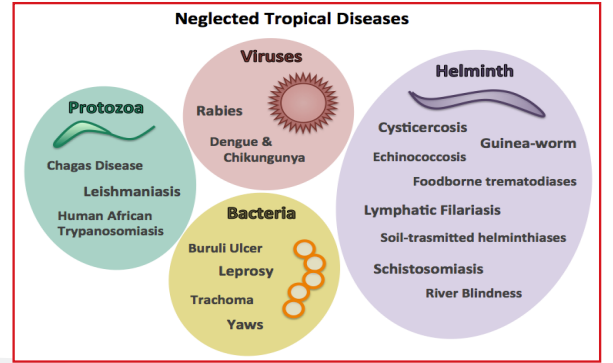 Neglected Tropical Diseases
Viruses
Rabies
Dengue &
Chikungunya
Protozoa
Chagas Disease
Leishmaniasis
Human African
Trypanosomiasis
Bacteria
Buruli Ulcer
Leprosy
Trachoma
Yaws
Helminth
Cysticercosis
Guinea-worm
Echinococcosis
Foodborne trematodiases
Lymphatic Filariasis
Soil-trasmitted helminthiases
Schistosomiasis
River Blindness